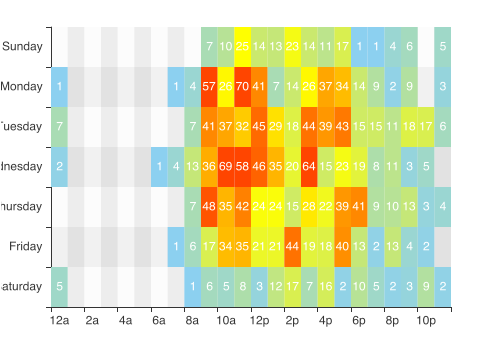 Sunday 7 10 25 14 13 23 14 11 17 1 1 4 6 5
Monday 1 1 4 57 26 70 41 7 14 26 37 34 14 9 2 9 3
uesday 7 7 41 37 32 45 29 18 44 39 43 15 15 11 18 17 6
dnesday 2 1 4 13 36 69 58 46 35 20 64 15 23 19 8 11 3 5
hursday 7 48 35 42 24 24 15 28 22 39 41 9 10 13 3 4
Friday 1 6 17 34 35 21 21 44 19 18 40 13 2 13 4 2
aturday 5 1 6 5 8 3 12 17 7 16 2 10 5 2 3 9 2
12a 2a 4a 6a 8a 10a 12p 2p 4p 6p 8p 10p